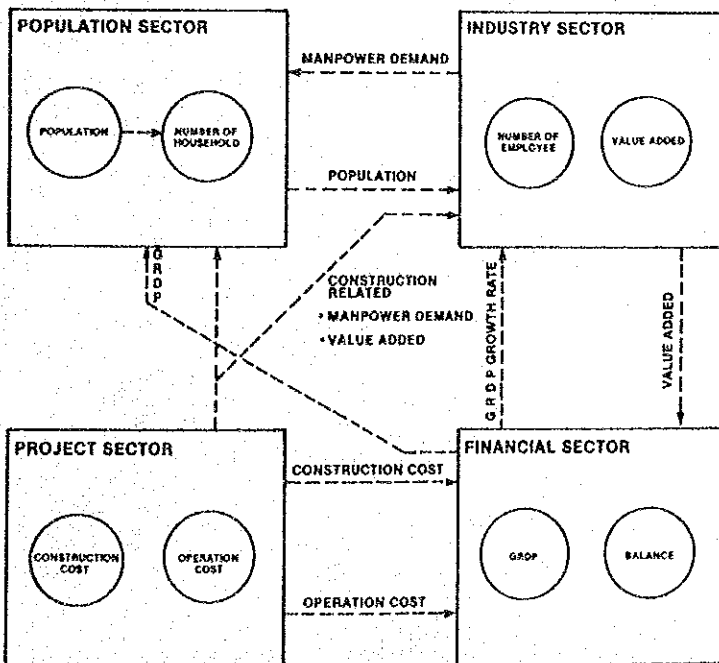 POPULATION SECTOR
INDUSTRY SECTOR
MANPOWER DEMAND
POPULATION
NUMBER OF
HOUSEHOLD
NUMBER OF
EMPLOYEE
VALUE ADDED
POPULATION
GRDP
CONSTRUCTION
RELATED
• MANPOWER DEMAND
• VALUE ADDED
GRDP GROWTH RATE
VALUE ADDED
PROJECT SECTOR
FINANCIAL SECTOR
CONSTRUCTION COST
CONSTRUCTION
COST
OPERATION
COST
GRDP
BALANCE
OPERATION COST